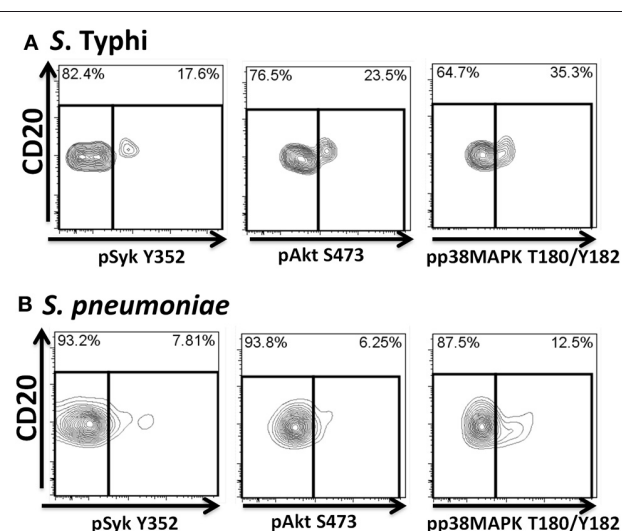 A S. Typhi
82.4% 17.6%
76.5% 23.5%
64.7% 35.3%
CD20
pSyk Y352
pAkt S473
pp38MAPK T180/Y182
B S. pneumoniae
93.2% 7.81%
93.8% 6.25%
87.5% 12.5%
CD20
pSyk Y352
pAkt S473
pp38MAPK T180/Y182